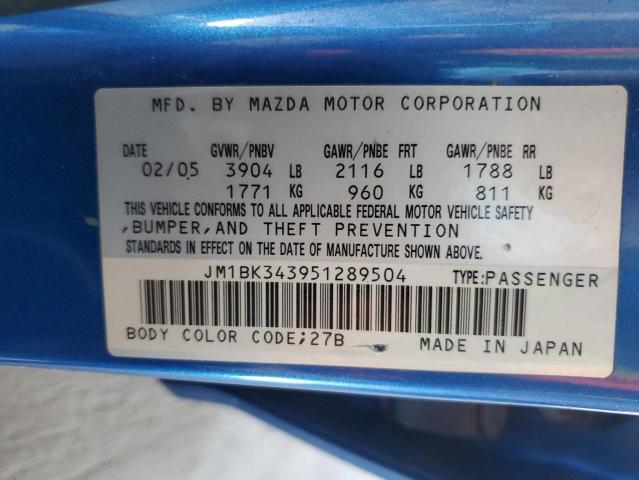 MFD. BY MAZDA MOTOR CORPORATION
DATE GVWR/PNBV GAWR/PNBE FRT GAWR/PNBE RR
02/05 3904 LB 2116 LB 1788 LB
1771 KG 960 KG 811 KG
THIS VEHICLE CONFORMS TO ALL APPLICABLE FEDERAL MOTOR VEHICLE SAFETY
,BUMPER,AND THEFT PREVENTION
STANDARDS IN EFFECT ON THE DATE OF MANUFACTURE SHOWN ABOVE.
JM1BK343951289504 TYPE:PASSENGER
BODY COLOR CODE;27B MADE IN JAPAN